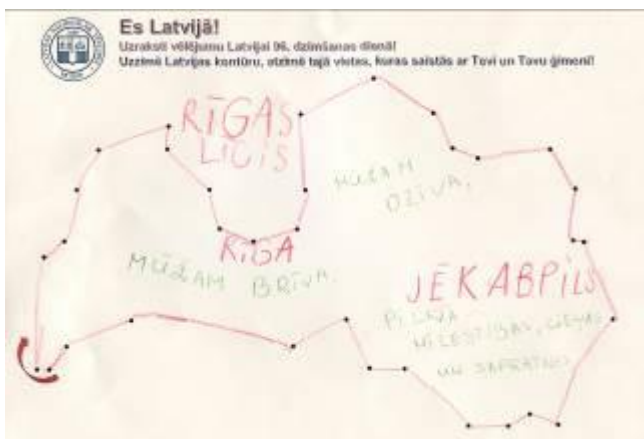 Es Latvijā!
Uzraksti vēlējumu Latvijai 96. dzimšanas dienā!
Uzzīmē Latvijas kontūru, atzīmē tajā vietas, kuras saistās ar Tevi un Tavu ģimeni!
RĪGAS
LICIS
MŪŽAM
DZĪVA,
RĪGA
MŪŽAM BRĪVA,
JĒKABPILS
PILNA
MĪLESTĪBAS, CIEŅAS
UN SAPRATNES